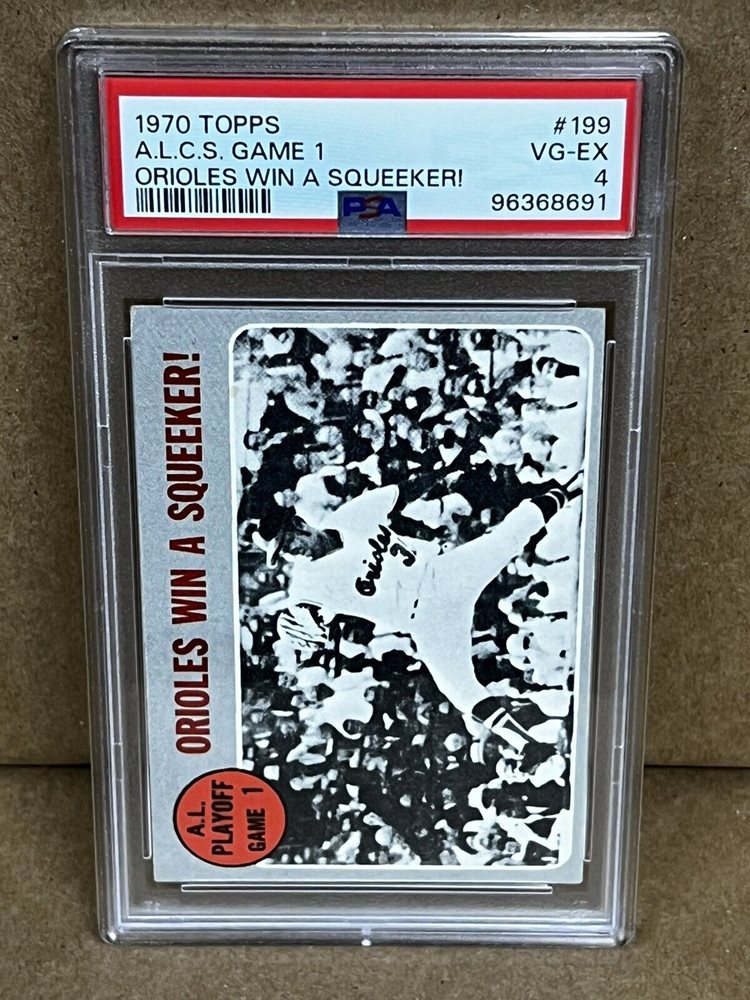 1970 TOPPS #199
A.L.C.S. GAME 1 VG-EX
ORIOLES WIN A SQUEEKER! 4
PSA 96368691
ORIOLES WIN A SQUEEKER!
A.L.
PLAYOFF
GAME 1
Orioles